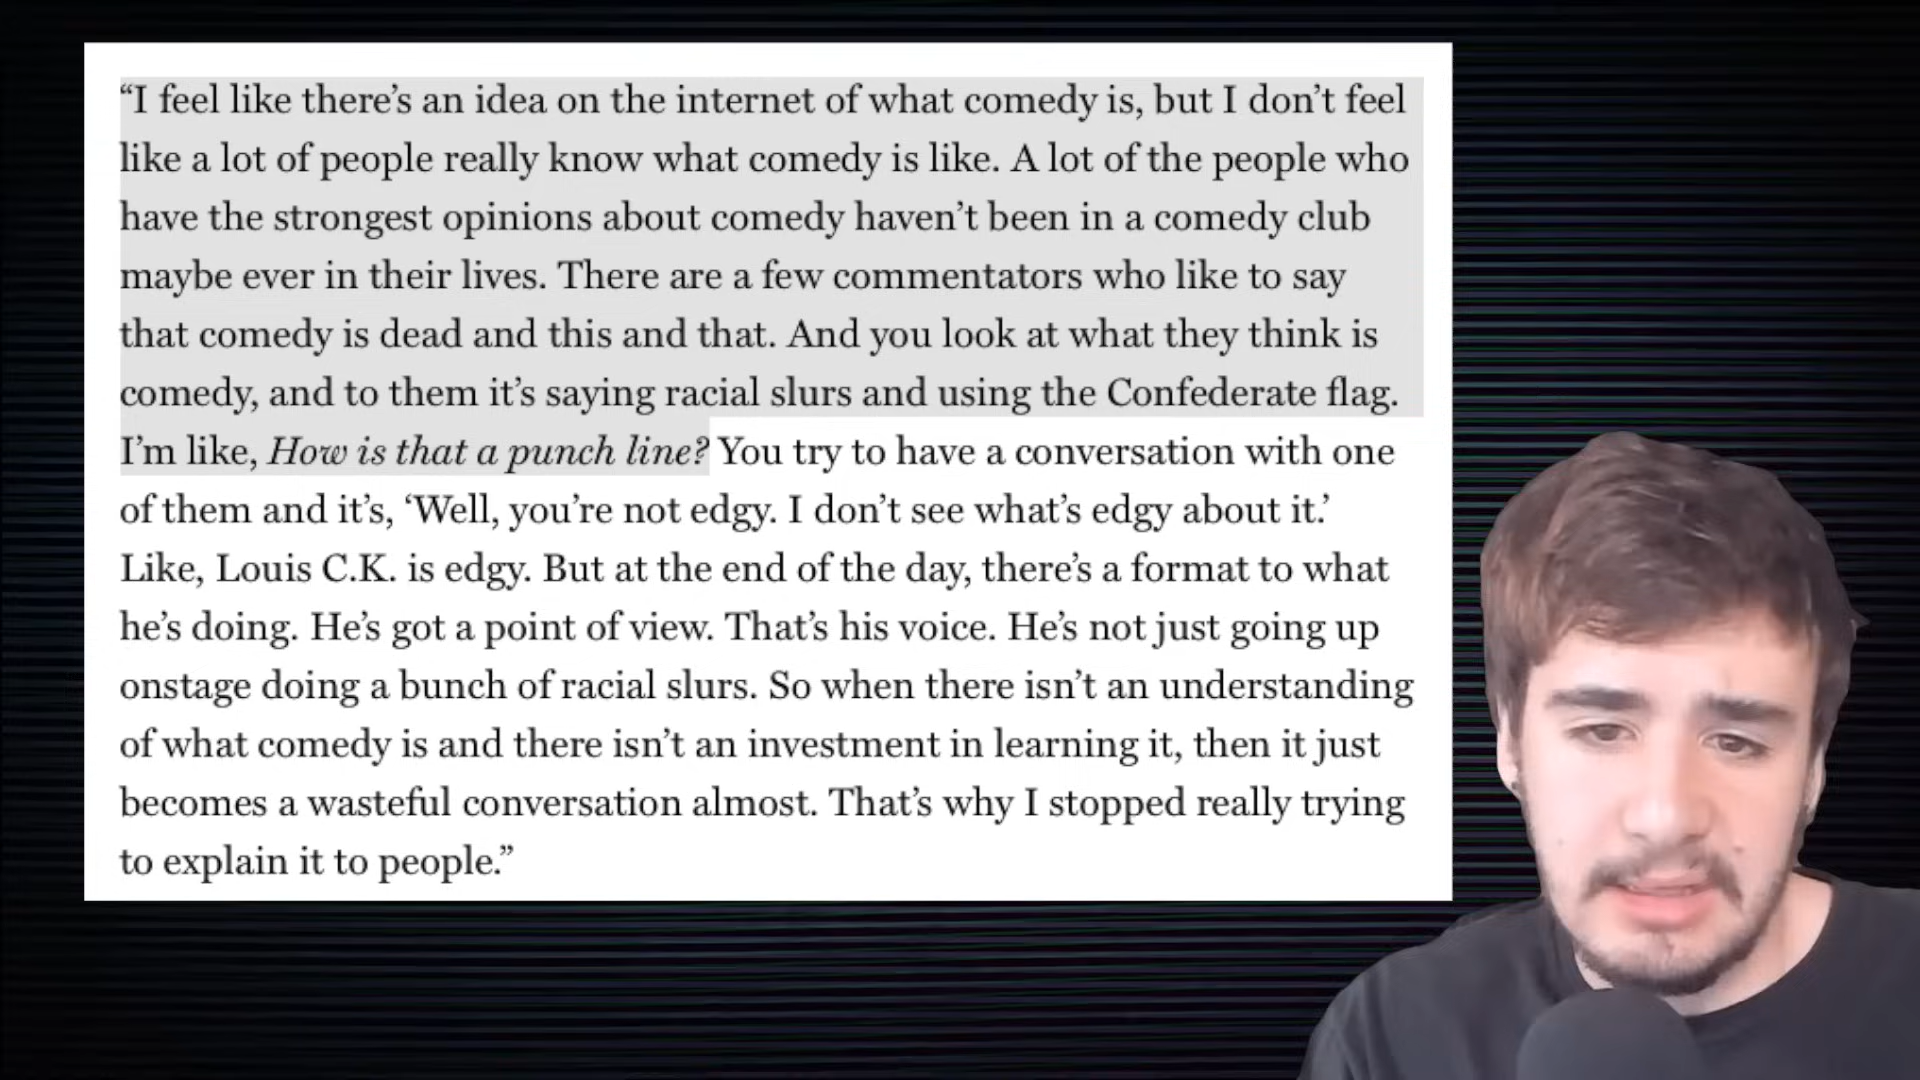 “I feel like there’s an idea on the internet of what comedy is, but I don’t feel
like a lot of people really know what comedy is like. A lot of the people who
have the strongest opinions about comedy haven’t been in a comedy club
maybe ever in their lives. There are a few commentators who like to say
that comedy is dead and this and that. And you look at what they think is
comedy, and to them it’s saying racial slurs and using the Confederate flag.
I’m like, How is that a punch line? You try to have a conversation with one
of them and it’s, ‘Well, you’re not edgy. I don’t see what’s edgy about it.’
Like, Louis C.K. is edgy. But at the end of the day, there’s a format to what
he’s doing. He’s got a point of view. That’s his voice. He’s not just going up
onstage doing a bunch of racial slurs. So when there isn’t an understanding
of what comedy is and there isn’t an investment in learning it, then it just
becomes a wasteful conversation almost. That’s why I stopped really trying
to explain it to people.”